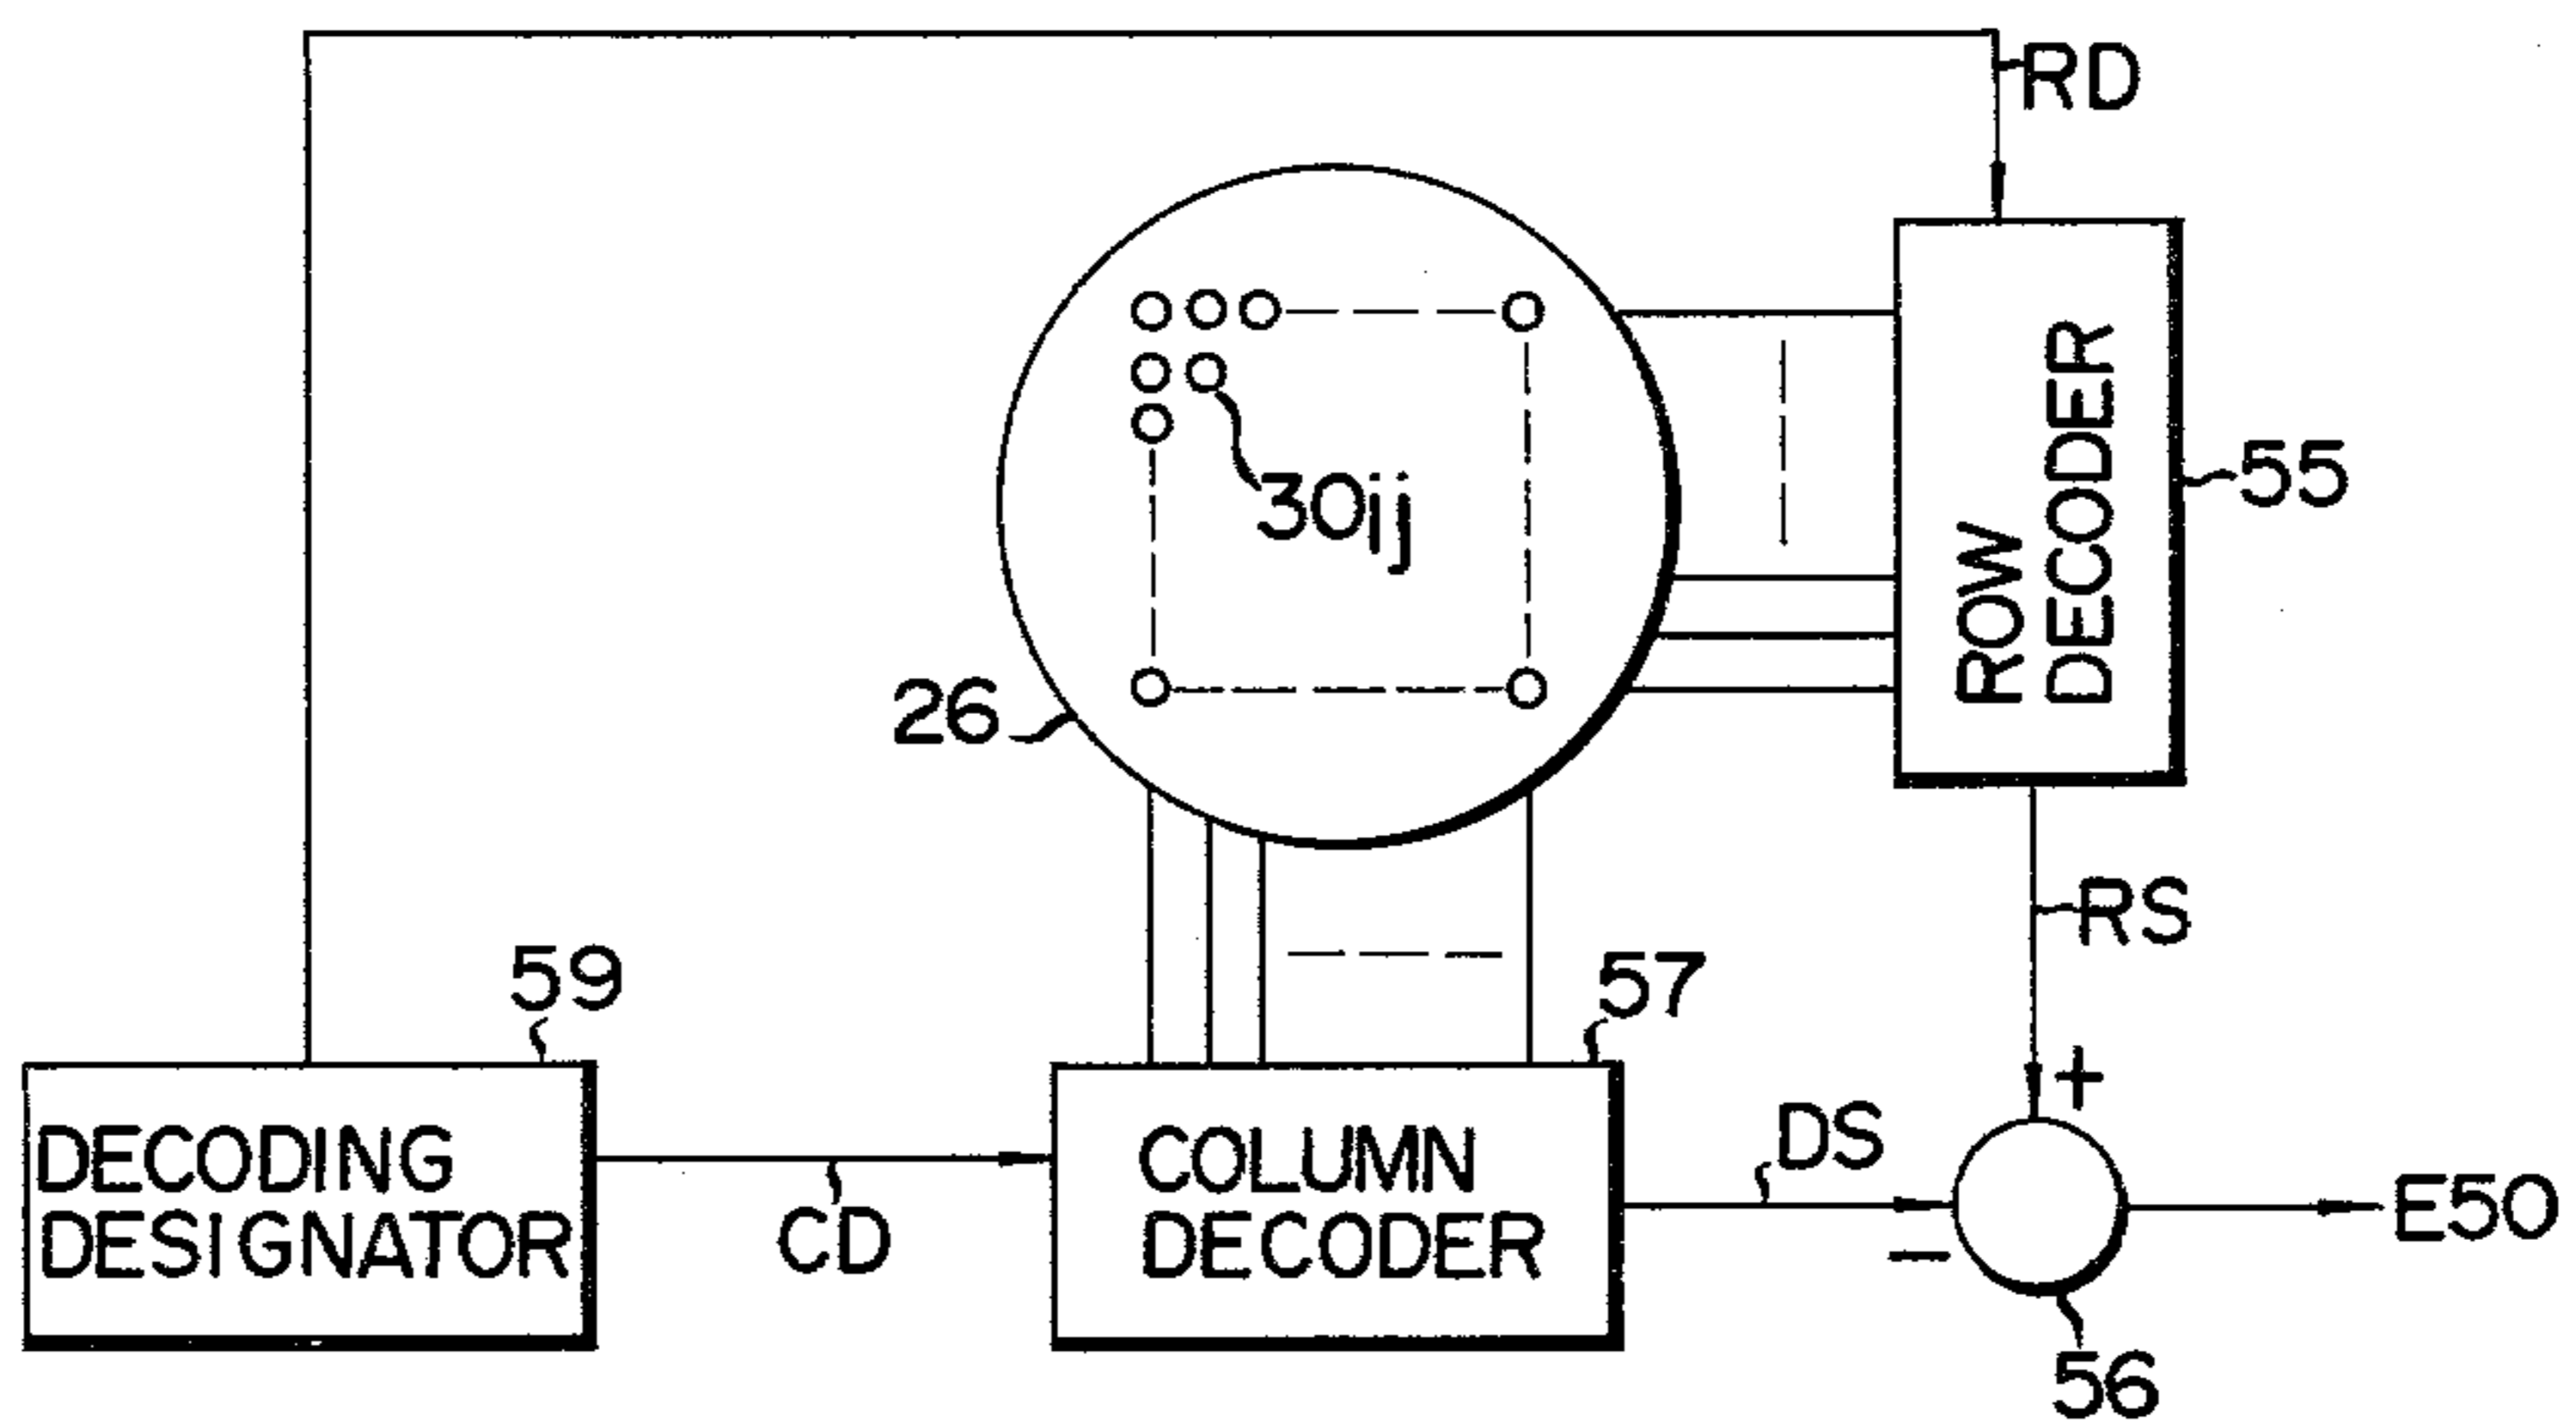 RD
30ij
ROW
DECODER
55
26
RS
59
57
DECODING
DESIGNATOR
CD
COLUMN
DECODER
DS
+
−
E50
56